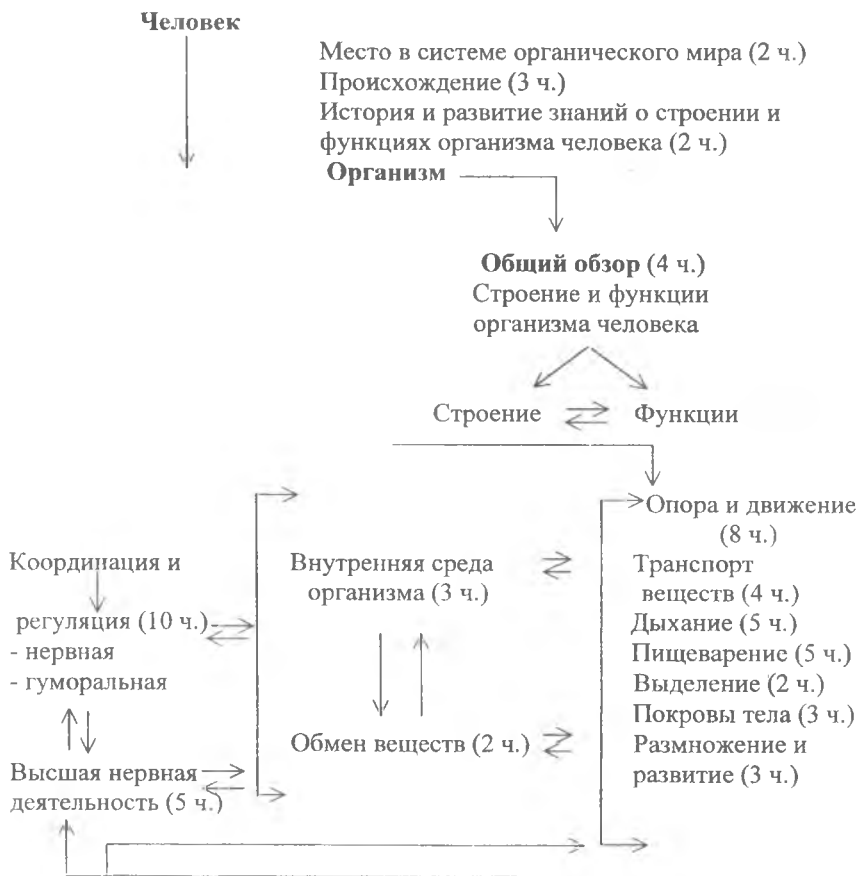 Человек
Место в системе органического мира (2 ч.)
Происхождение (3 ч.)
История и развитие знаний о строении и
функциях организма человека (2 ч.)
Организм
Общий обзор (4 ч.)
Строение и функции
организма человека
Строение
Функции
Координация и
регуляция (10 ч.)
- нервная
- гуморальная
Высшая нервная
деятельность (5 ч.)
Внутренняя среда
организма (3 ч.)
Обмен веществ (2 ч.)
Опора и движение
(8 ч.)
Транспорт
веществ (4 ч.)
Дыхание (5 ч.)
Пищеварение (5 ч.)
Выделение (2 ч.)
Покровы тела (3 ч.)
Размножение и
развитие (3 ч.)